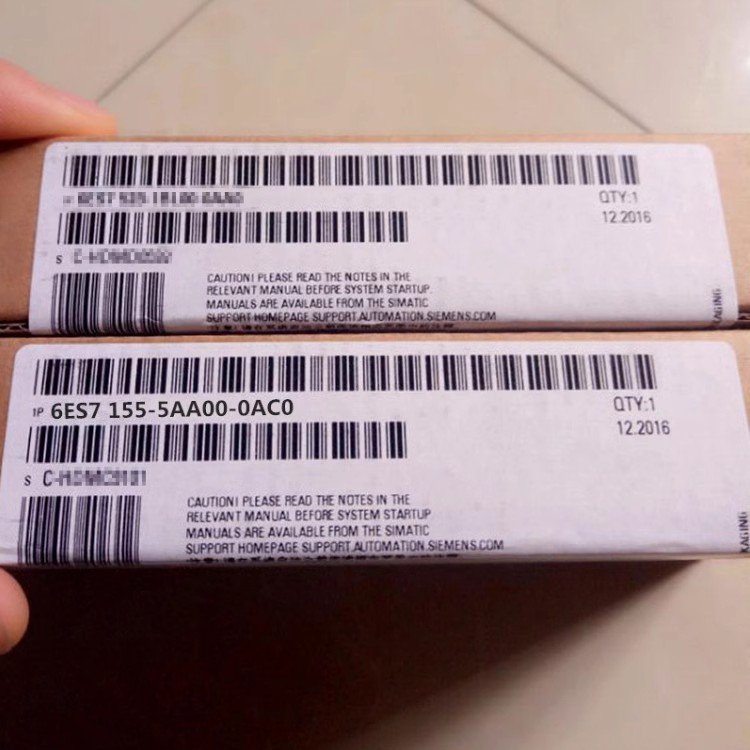 QTY:1
12.2016
S
CAUTION! PLEASE READ THE NOTES IN THE
RELEVANT MANUAL BEFORE SYSTEM STARTUP.
MANUALS ARE AVAILABLE FROM THE SIMATIC
SUPPORT HOMEPAGE SUPPORT.AUTOMATION.SIEMENS.COM
1P 6ES7 155-5AA00-0AC0
QTY:1
12.2016
S
CAUTION! PLEASE READ THE NOTES IN THE
RELEVANT MANUAL BEFORE SYSTEM STARTUP
MANUALS ARE AVAILABLE FROM THE SIMATIC
SUPPORT HOMEPAGE SUPPORT.AUTOMATION.SIEMENS.COM